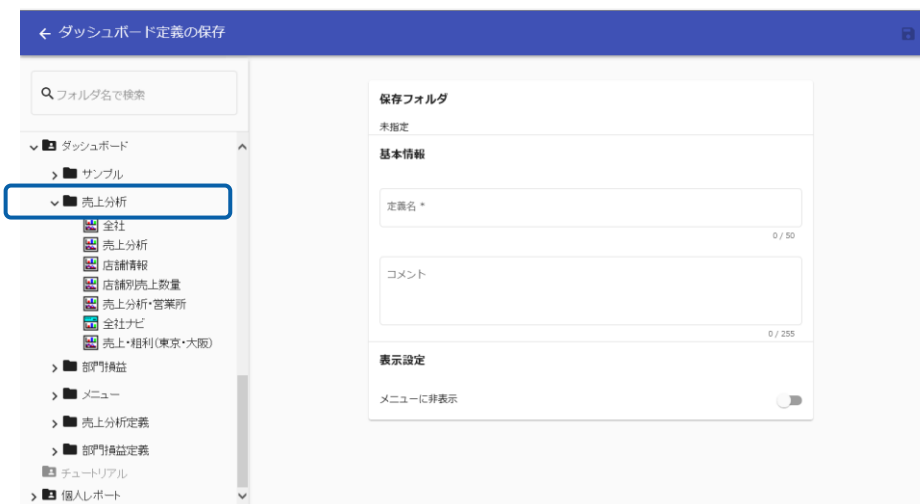 ダッシュボード定義の保存
フォルダ名で検索
ダッシュボード
サンプル
売上分析
全社
売上分析
店舗情報
店舗別売上数量
売上分析・営業所
全社ナビ
売上・粗利(東京・大阪)
部門損益
メニュー
売上分析定義
部門損益定義
チュートリアル
個人レポート
保存フォルダ
未指定
基本情報
定義名 *
0 / 50
コメント
0 / 255
表示設定
メニューに非表示